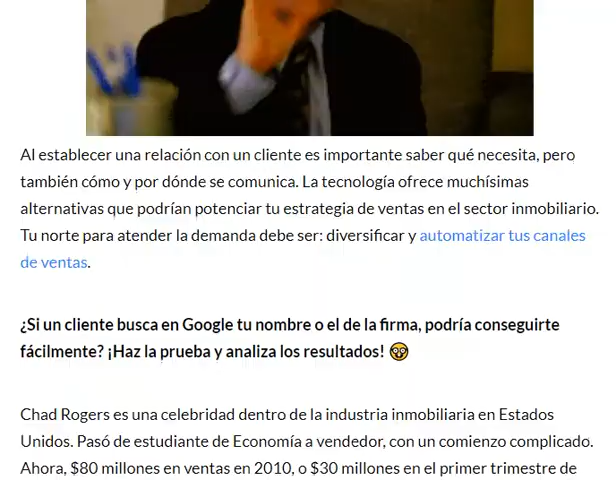 Al establecer una relación con un cliente es importante saber qué necesita, pero
también cómo y por dónde se comunica. La tecnología ofrece muchísimas
alternativas que podrían potenciar tu estrategia de ventas en el sector inmobiliario.
Tu norte para atender la demanda debe ser: diversificar y automatizar tus canales
de ventas.
¿Si un cliente busca en Google tu nombre o el de la firma, podría conseguirte
fácilmente? ¡Haz la prueba y analiza los resultados! 🥸
Chad Rogers es una celebridad dentro de la industria inmobiliaria en Estados
Unidos. Pasó de estudiante de Economía a vendedor, con un comienzo complicado.
Ahora, $80 millones en ventas en 2010, o $30 millones en el primer trimestre de